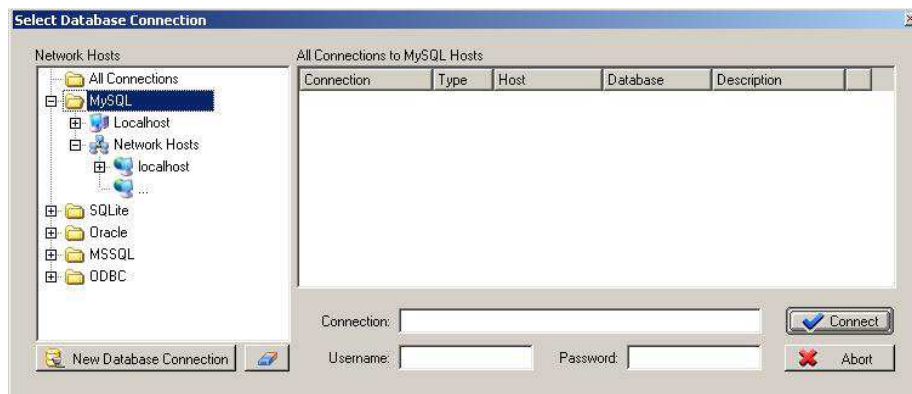 Select Database Connection
Network Hosts
All Connections
MySQL
Localhost
Network Hosts
localhost
...
SQLite
Oracle
MSSQL
ODBC
New Database Connection
All Connections to MySQL Hosts
Connection Type Host Database Description
Connection:
Connect
Username:
Password:
Abort